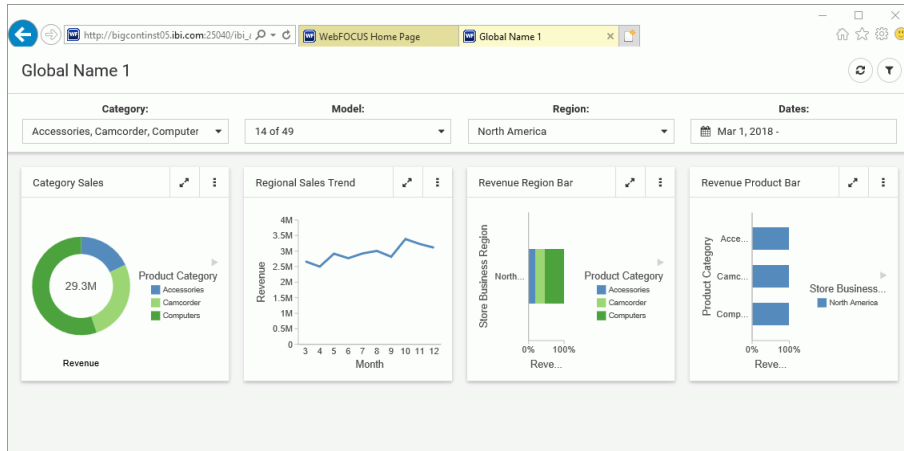 http://bigcontinst05.ibi.com:25040/ibi_a
WebFOCUS Home Page
Global Name 1
Global Name 1
Category:
Model:
Region:
Dates:
Accessories, Camcorder, Computer
14 of 49
North America
Mar 1, 2018 -
Category Sales
Regional Sales Trend
Revenue Region Bar
Revenue Product Bar
29.3M
Product Category
Accessories
Camcorder
Computers
Revenue
4M
3.5M
3M
2.5M
2M
1.5M
1M
0.5M
0
Revenue
3 4 5 6 7 8 9 10 11 12
Month
Store Business Region
North...
0% 100%
Reve...
Product Category
Accessories
Camcorder
Computers
Product Category
Acce...
Camc...
Comp...
0% 100%
Reve...
Store Business...
North America